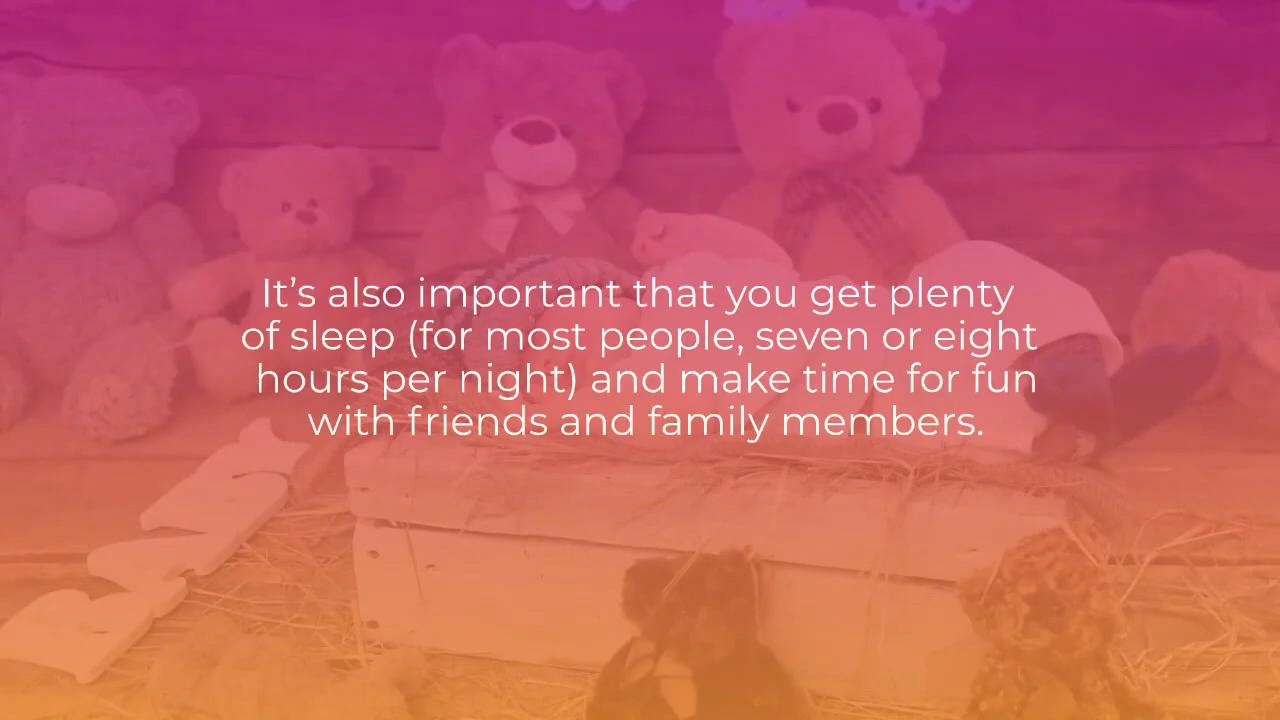 It’s also important that you get plenty
of sleep (for most people, seven or eight
hours per night) and make time for fun
with friends and family members.